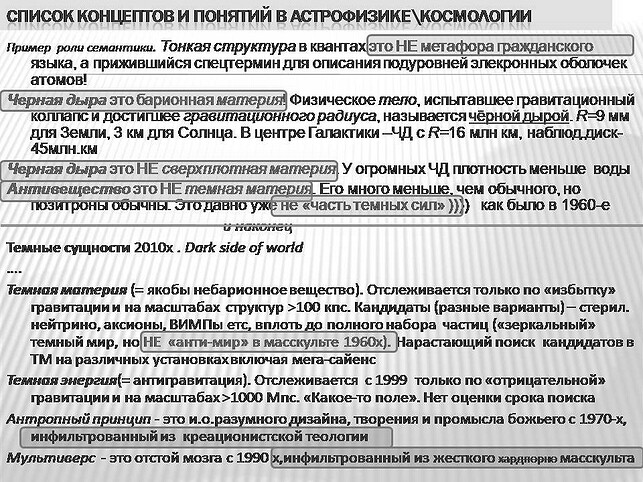 СПИСОК КОНЦЕПТОВ И ПОНЯТИЙ В АСТРОФИЗИКЕ\КОСМОЛОГИИ
Пример роли семантики. Тонкая структура в квантах это НЕ метафора гражданского
языка, а прижившийся спецтермин для описания подуровней элекронных оболочек
атомов!
Черная дыра это барионная материя! Физическое тело, испытавшее гравитационный
коллапс и достигшее гравитационного радиуса, называется чёрной дырой. R=9 мм
для Земли, 3 км для Солнца. В центре Галактики –ЧД с R=16 млн км, наблюд.диск-
45млн.км
Черная дыра это НЕ сверхплотная материя. У огромных ЧД плотность меньше воды
Антивещество это НЕ темная материя. Его много меньше, чем обычного, но
позитроны обычны. Это давно уже не «часть темных сил» )))) как было в 1960-е
и наконец
Темные сущности 2010х . Dark side of world
....
Темная материя (= якобы небарионное вещество). Отслеживается только по «избытку»
гравитации и на масштабах структур >100 кпс. Кандидаты (разные варианты) – стерил.
нейтрино, аксионы, ВИМПы етс, вплоть до полного набора частиц («зеркальный»
темный мир, но НЕ «анти-мир» в масскульте 1960х). Нарастающий поиск кандидатов в
ТМ на различных установках включая мега-сайенс
Темная энергия(= антигравитация). Отслеживается с 1999 только по «отрицательной»
гравитации и на масштабах >1000 Мпс. «Какое-то поле». Нет оценки срока поиска
Антропный принцип - это и.о.разумного дизайна, творения и промысла божьего с 1970-х,
инфильтрованный из креационистской теологии
Мультиверс - это отстой мозга с 1990 х,инфильтрованный из жесткого хардпорно масскульта